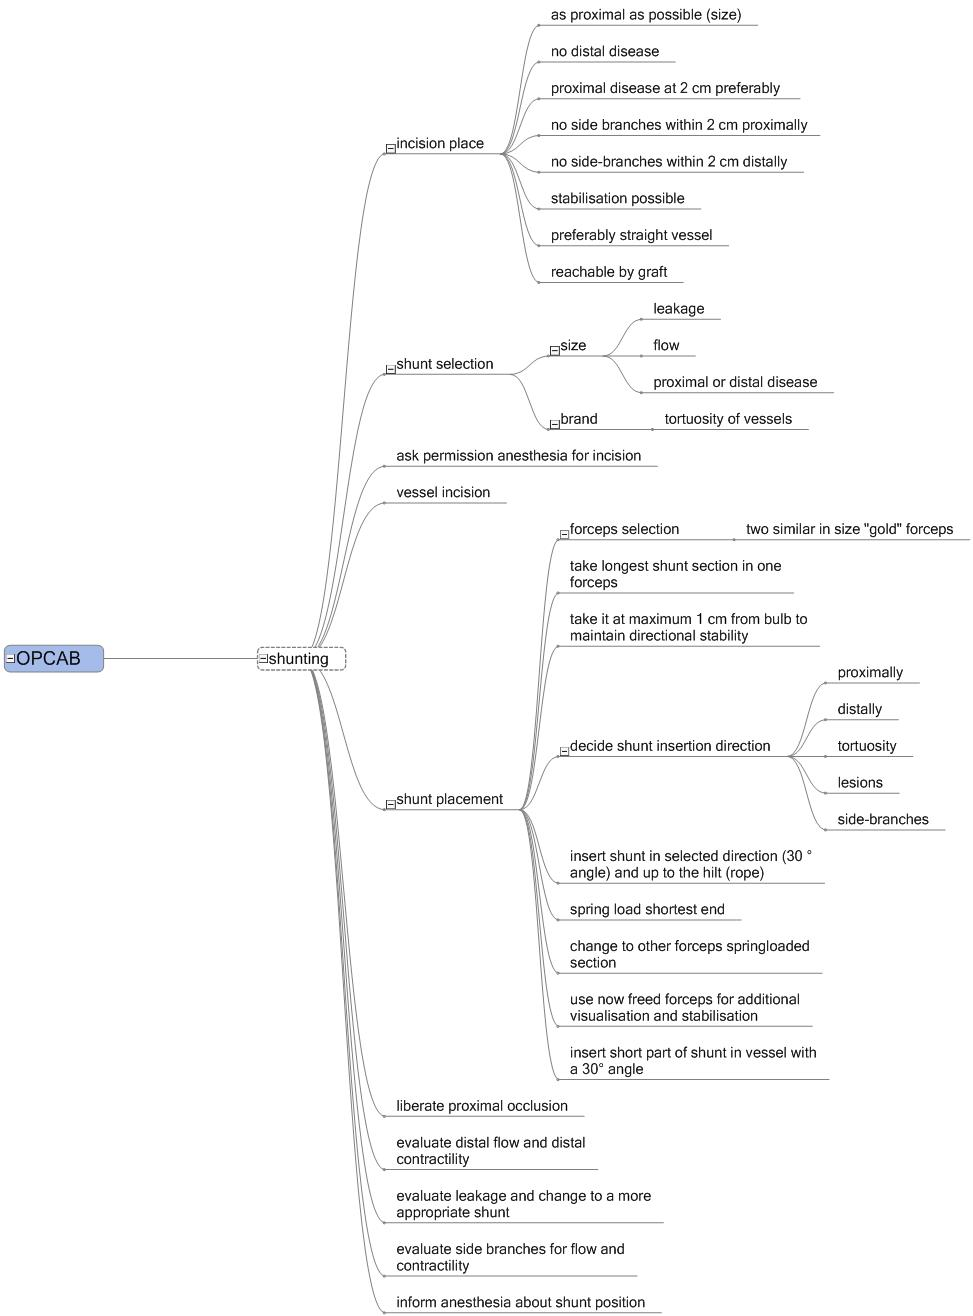 OPCAB
shunting
incision place
as proximal as possible (size)
no distal disease
proximal disease at 2 cm preferably
no side branches within 2 cm proximally
no side-branches within 2 cm distally
stabilisation possible
preferably straight vessel
reachable by graft
shunt selection
size
leakage
flow
proximal or distal disease
brand
tortuosity of vessels
ask permission anesthesia for incision
vessel incision
shunt placement
forceps selection
two similar in size "gold" forceps
take longest shunt section in one
forceps
take it at maximum 1 cm from bulb to
maintain directional stability
decide shunt insertion direction
proximally
distally
tortuosity
lesions
side-branches
insert shunt in selected direction (30 °
angle) and up to the hilt (rope)
spring load shortest end
change to other forceps springloaded
section
use now freed forceps for additional
visualisation and stabilisation
insert short part of shunt in vessel with
a 30° angle
liberate proximal occlusion
evaluate distal flow and distal
contractility
evaluate leakage and change to a more
appropriate shunt
evaluate side branches for flow and
contractility
inform anesthesia about shunt position